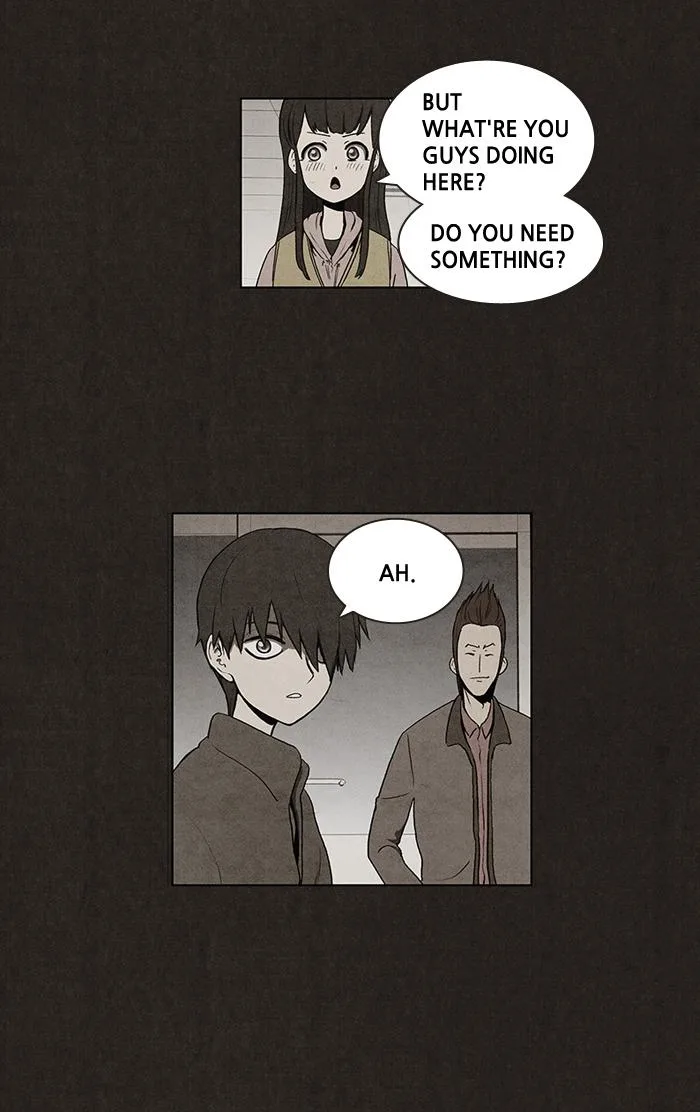 BUT
WHAT'RE YOU
GUYS DOING
HERE?
DO YOU NEED
SOMETHING?
AH.